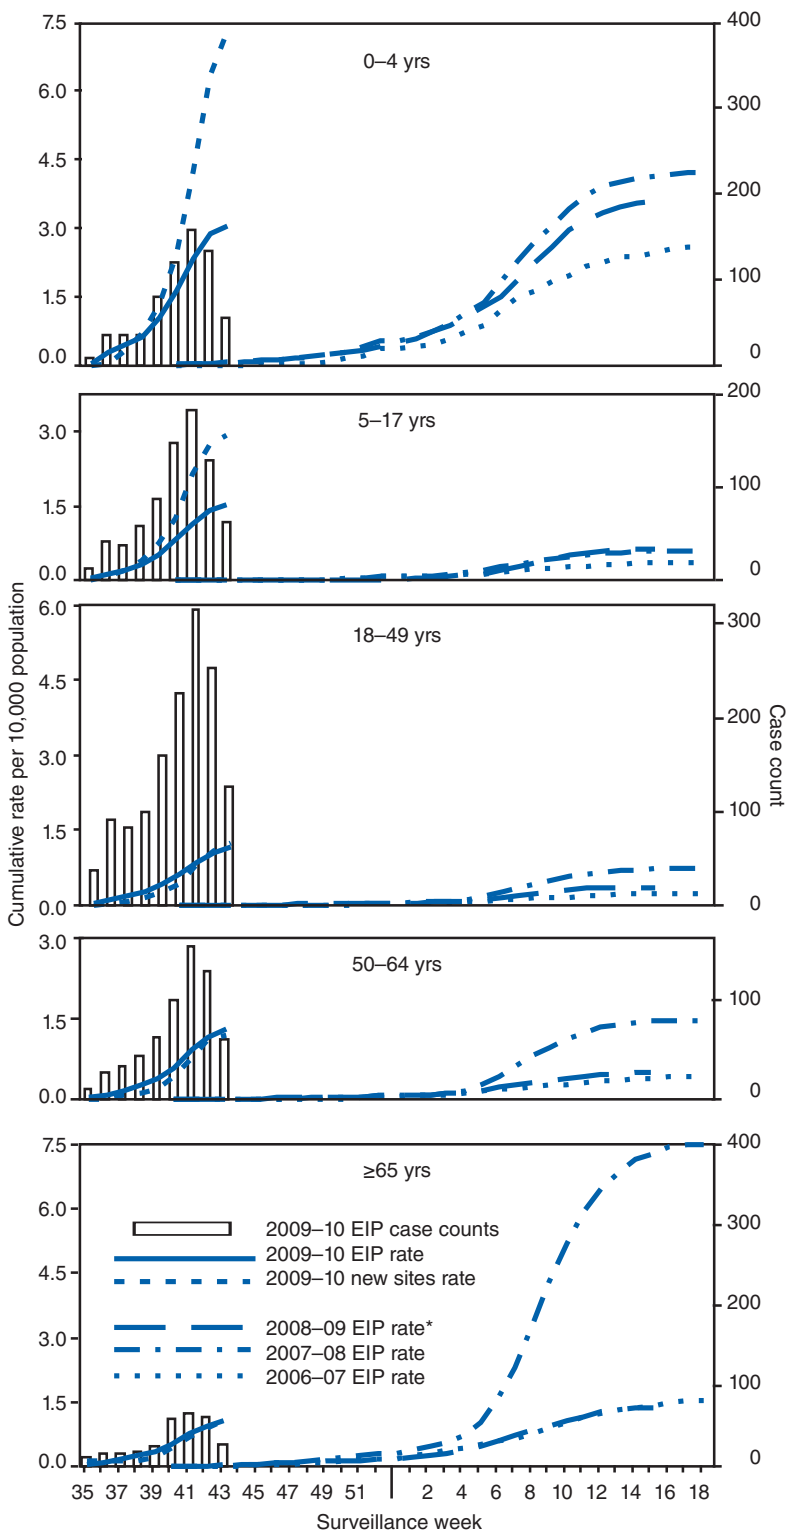 Cumulative rate per 10,000 population
Case count
0–4 yrs
7.5
6.0
4.5
3.0
1.5
0.0
400
300
200
100
0
5–17 yrs
3.0
1.5
0.0
200
100
0
18–49 yrs
6.0
4.5
3.0
1.5
0.0
300
200
100
0
50–64 yrs
3.0
1.5
0.0
100
0
≥65 yrs
7.5
6.0
4.5
3.0
1.5
0.0
400
300
200
100
0
2009–10 EIP case counts
2009–10 EIP rate
2009–10 new sites rate
2008–09 EIP rate*
2007–08 EIP rate
2006–07 EIP rate
35 37 39 41 43 45 47 49 51 2 4 6 8 10 12 14 16 18
Surveillance week